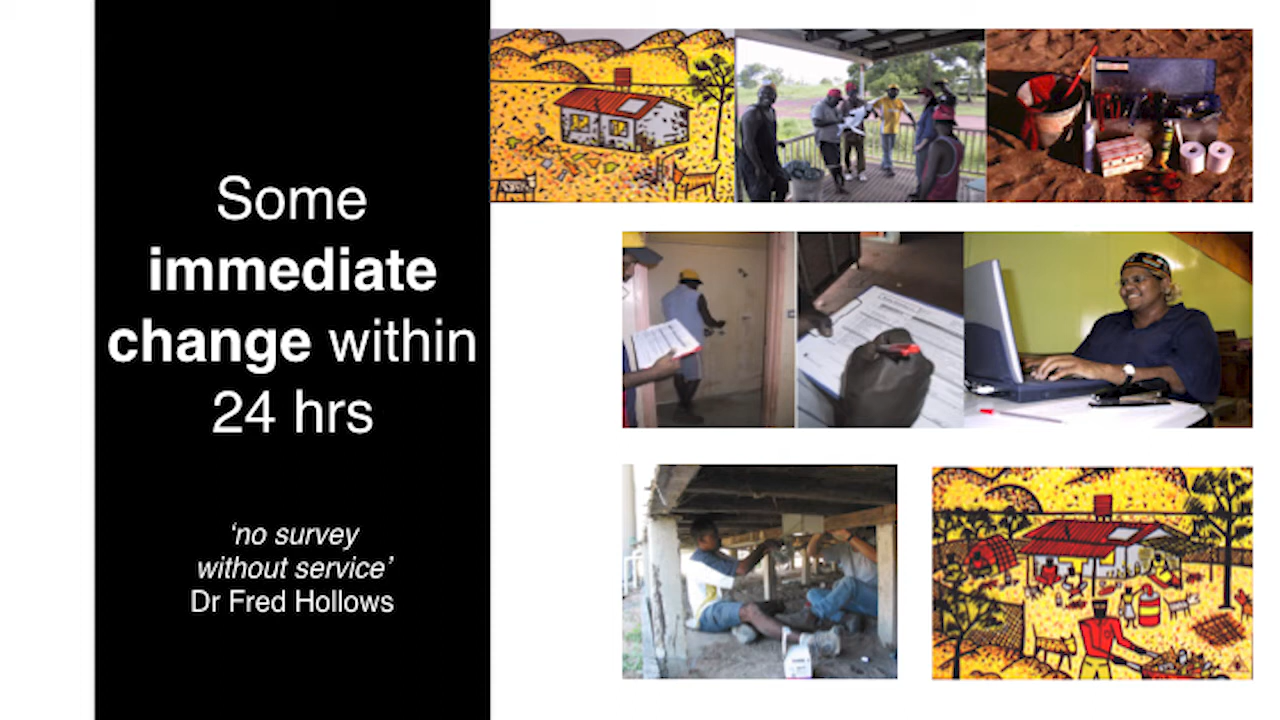 Some
immediate
change within
24 hrs
‘no survey
without service’
Dr Fred Hollows